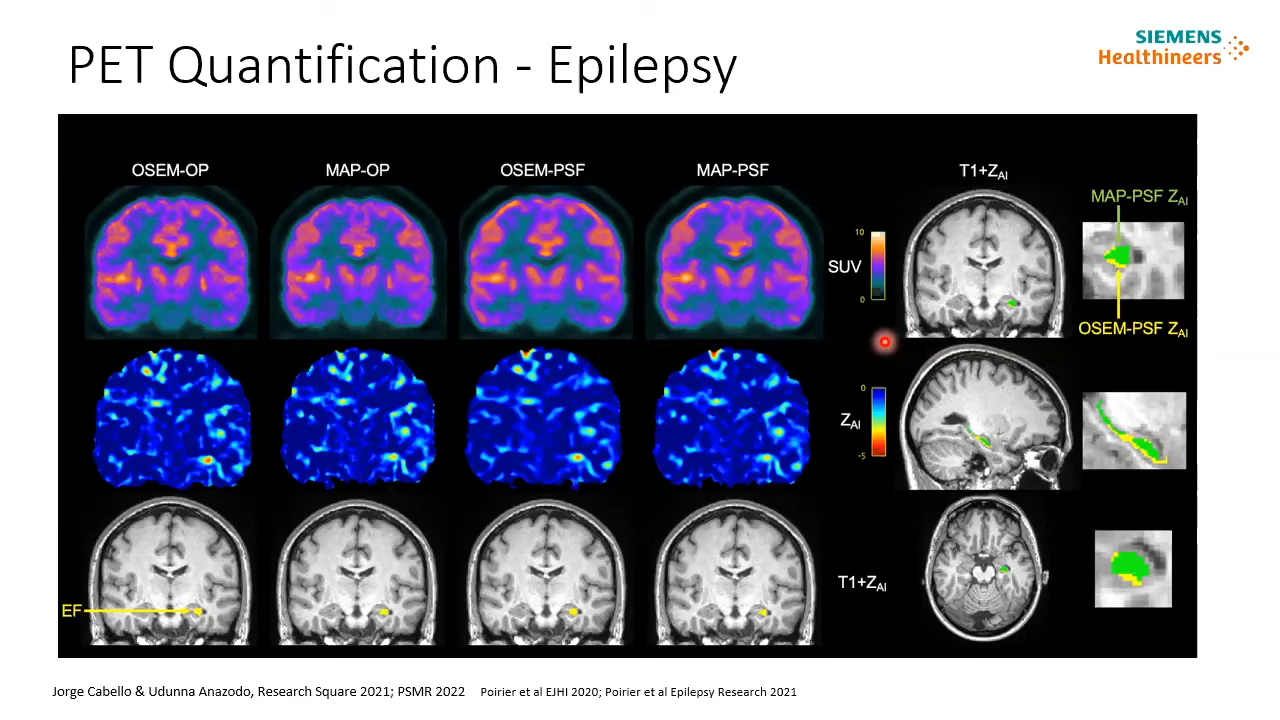 PET Quantification - Epilepsy
SIEMENS
Healthineers
OSEM-OP
MAP-OP
OSEM-PSF
MAP-PSF
T1+ZAI
MAP-PSF ZAI
10
SUV
0
OSEM-PSF ZAI
0
ZAI
-5
EF
T1+ZAI
Jorge Cabello & Udunna Anazodo, Research Square 2021; PSMR 2022 Poirier et al EJHI 2020; Poirier et al Epilepsy Research 2021